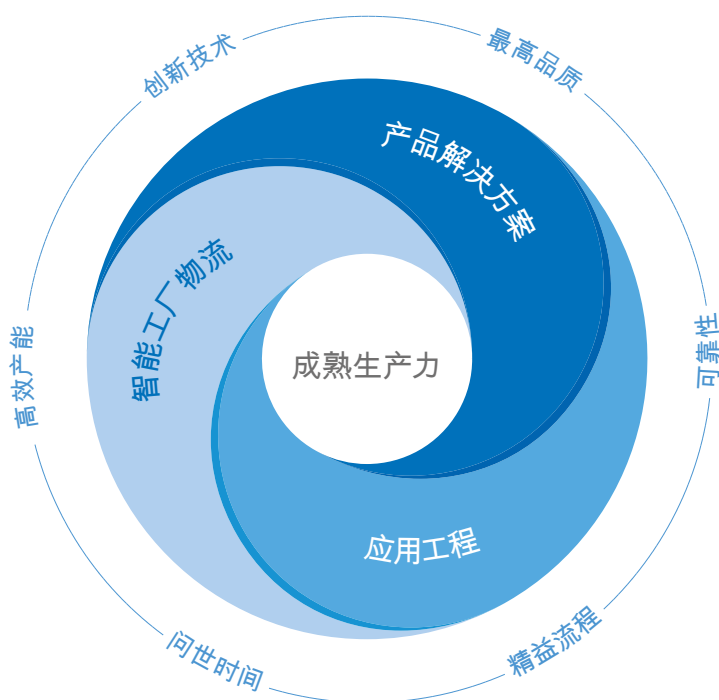 创新技术
最高品质
产品解决方案
智能工厂物流
高效产能
成熟生产力
可靠性
应用工程
问世时间
精益流程